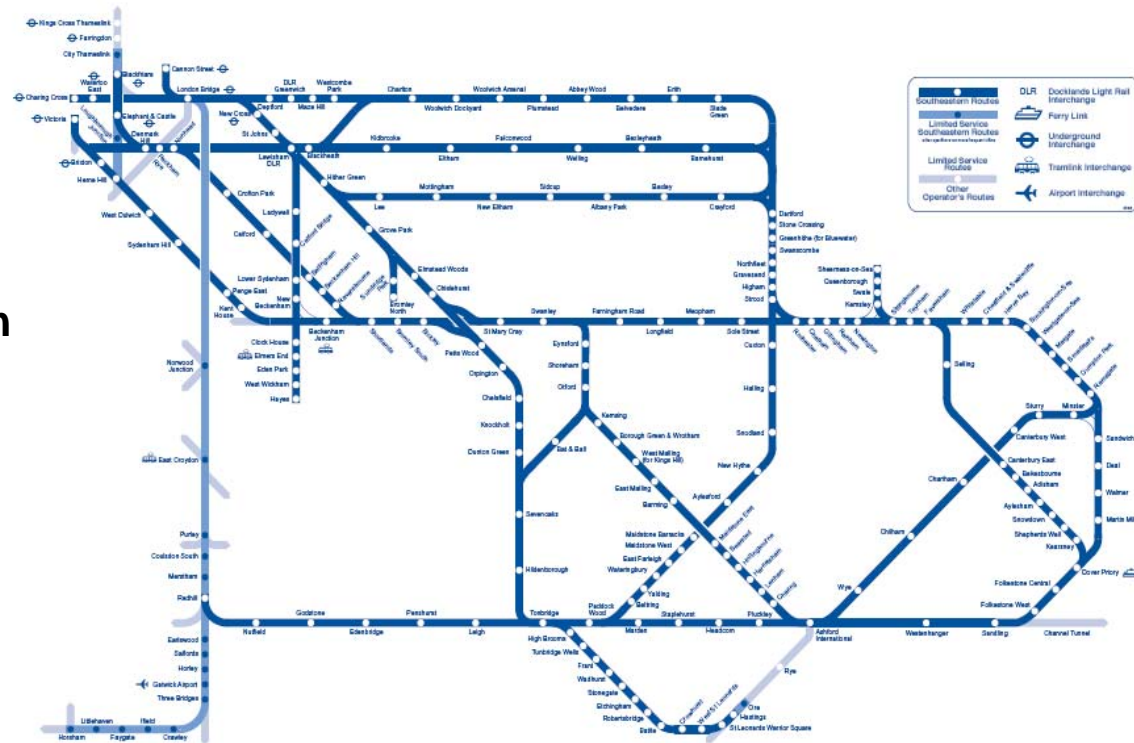 Kings Cross Thameslink
Farringdon
City Thameslink
Blackfriars
Cannon Street
Waterloo
East
London Bridge
Charing Cross
Victoria
Elephant & Castle
Loughborough
Junction
Denmark
Hill
Peckham
Rye
Nunhead
Brixton
Herne Hill
West Dulwich
Sydenham Hill
Penge East
Kent
House
New Cross
St Johns
Deptford
DLR
Greenwich
Maze Hill
Westcombe
Park
Charlton
Woolwich Dockyard
Woolwich Arsenal
Plumstead
Abbey Wood
Belvedere
Erith
Slade
Green
Lewisham
DLR
Blackheath
Kidbrooke
Eltham
Falconwood
Welling
Bexleyheath
Barnehurst
Hither Green
Lee
Mottingham
New Eltham
Sidcup
Albany Park
Bexley
Crayford
Crofton Park
Catford
Bellingham
Beckenham Hill
Ravensbourne
Ladywell
Catford Bridge
Lower Sydenham
New
Beckenham
Beckenham
Junction
Clock House
Elmers End
Eden Park
West Wickham
Hayes
Grove Park
Sundridge
Park
Bromley
North
Elmstead Woods
Chislehurst
Shortlands
Bromley South
Bickley
Petts Wood
Orpington
Chelsfield
Knockholt
Dunton Green
Sevenoaks
Hildenborough
Tonbridge
St Mary Cray
Swanley
Farningham Road
Longfield
Meopham
Sole Street
Eynsford
Shoreham
Otford
Bat & Ball
Kemsing
Borough Green & Wrotham
West Malling
(for Kings Hill)
East Malling
Barming
Maidstone East
Bearsted
Hollingbourne
Harrietsham
Lenham
Charing
Dartford
Stone Crossing
Greenhithe (for Bluewater)
Swanscombe
Northfleet
Gravesend
Higham
Strood
Cuxton
Halling
Snodland
New Hythe
Aylesford
Maidstone Barracks
Maidstone West
East Farleigh
Wateringbury
Yalding
Beltring
Rochester
Chatham
Gillingham
Rainham
Newington
Sheerness-on-Sea
Queenborough
Swale
Kemsley
Sittingbourne
Teynham
Faversham
Whitstable
Chestfield & Swalecliffe
Herne Bay
Birchington-on-Sea
Westgate-on-Sea
Margate
Broadstairs
Dumpton Park
Ramsgate
Selling
Sturry
Minster
Canterbury West
Canterbury East
Bekesbourne
Adisham
Aylesham
Snowdown
Shepherds Well
Kearsney
Chartham
Chilham
Wye
Sandwich
Deal
Walmer
Martin Mi
Dover Priory
Folkestone Central
Folkestone West
Channel Tunnel
Norwood
Junction
East Croydon
Purley
Coulsdon South
Merstham
Redhill
Nutfield
Godstone
Edenbridge
Penshurst
Leigh
High Brooms
Tunbridge Wells
Frant
Wadhurst
Stonegate
Etchingham
Robertsbridge
Battle
Crowhurst
West St Leonards
St Leonards Warrior Square
Hastings
Ore
Rye
Paddock
Wood
Marden
Staplehurst
Headcorn
Pluckley
Ashford
International
Westenhanger
Sandling
Earlswood
Salfords
Horley
Gatwick Airport
Three Bridges
Horsham
Littlehaven
Faygate
Ifield
Crawley
Southeastern Routes
Limited Service
Southeastern Routes
Limited Service
Routes
Other
Operator's Routes
DLR
Docklands Light Rail
Interchange
Ferry Link
Underground
Interchange
Tramlink Interchange
Airport Interchange